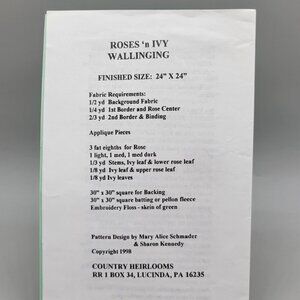 ROSES 'n IVY
WALLINGING
FINISHED SIZE: 24" X 24"
Fabric Requirements:
1/2 yd Background Fabric
1/4 yd 1st Border and Rose Center
2/3 yd 2nd Border & Binding
Applique Pieces
3 fat eighths for Rose
1 light, 1 med, 1 med dark
1/3 yd Stems, Ivy leaf & lower rose leaf
1/8 yd Ivy leaf & upper rose leaf
1/8 yd Ivy leaves
30" x 30" square for Backing
30" x 30" square batting or pellon fleece
Embroidery Floss - skein of green
Pattern Design by Mary Alice Schmader
& Sharon Kennedy
Copyright 1998
COUNTRY HEIRLOOMS
RR 1 BOX 34, LUCINDA, PA 16235